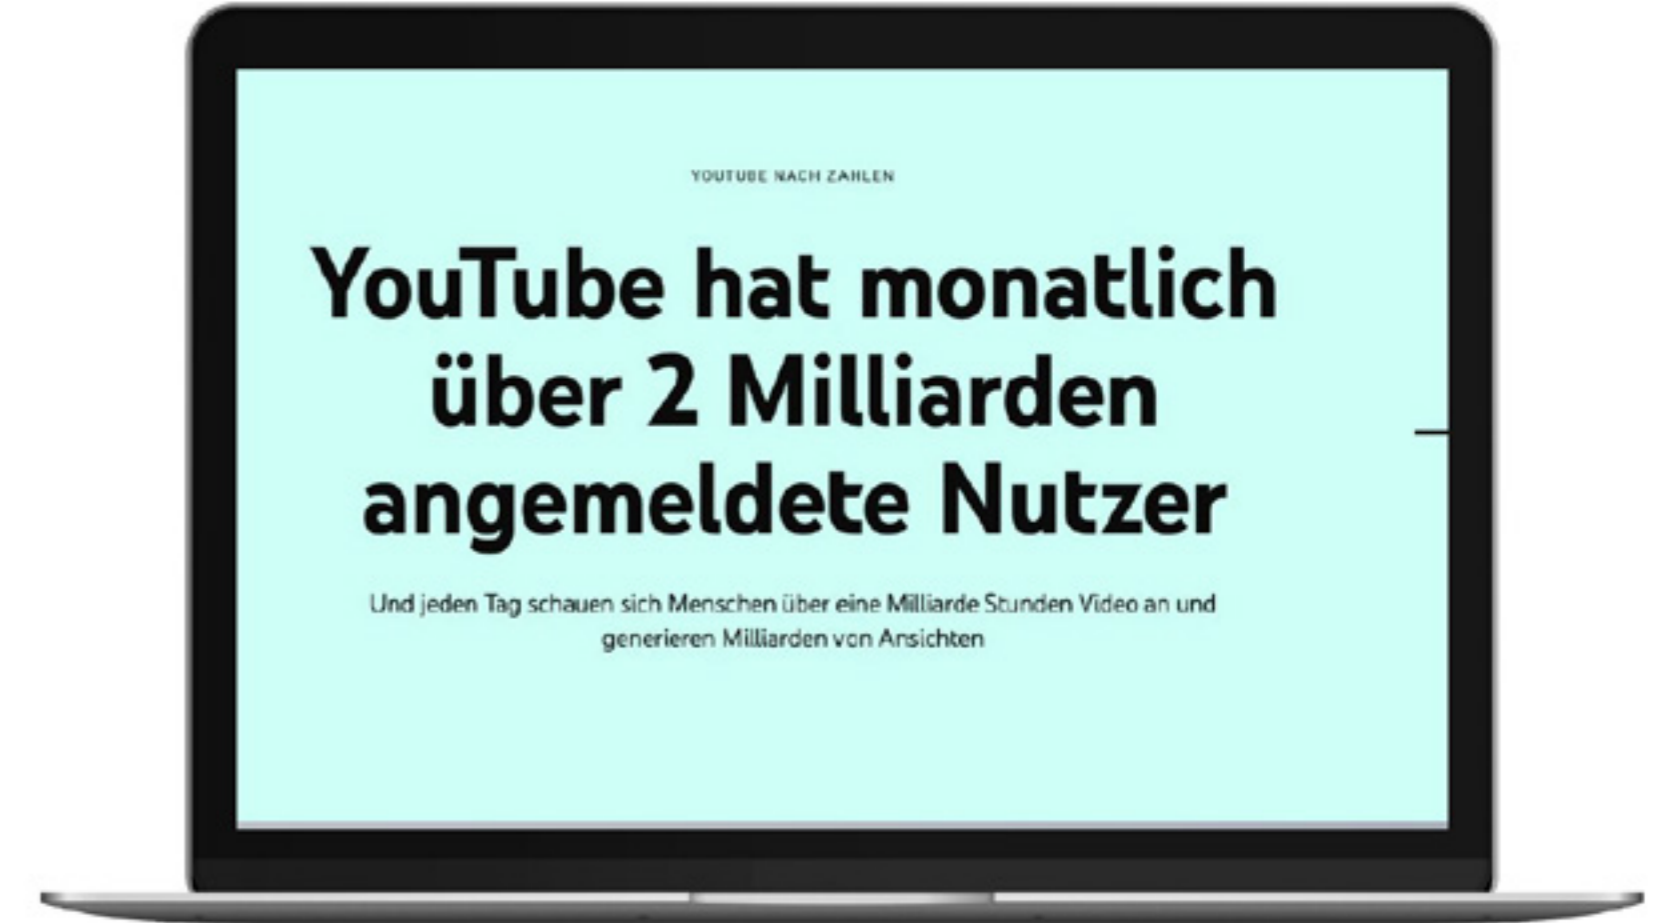 YOUTUBE NACH ZAHLEN
YouTube hat monatlich
über 2 Milliarden
angemeldete Nutzer
Und jeden Tag schauen sich Menschen über eine Milliarde Stunden Video an und
generieren Milliarden von Ansichten